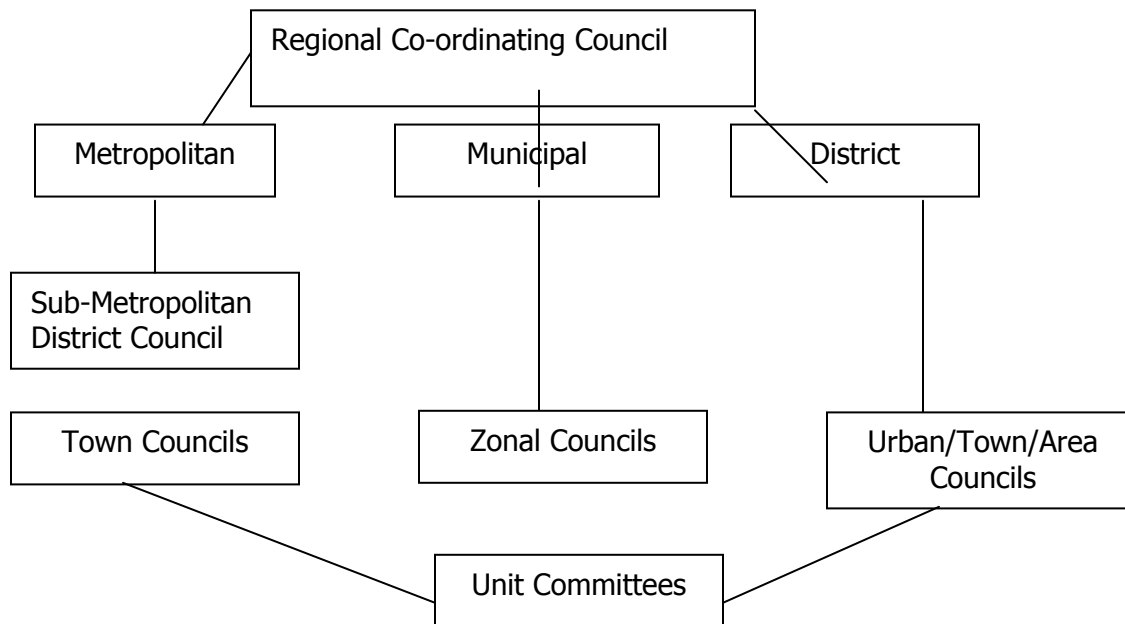 Regional Co-ordinating Council
Metropolitan
Municipal
District
Sub-Metropolitan
District Council
Town Councils
Zonal Councils
Urban/Town/Area
Councils
Unit Committees